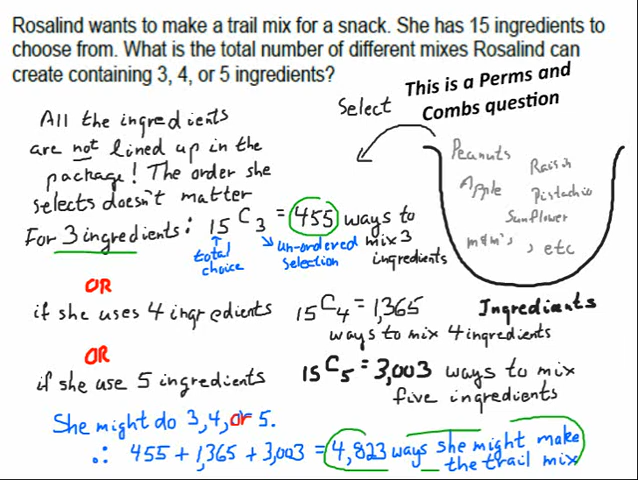 Rosalind wants to make a trail mix for a snack. She has 15 ingredients to
choose from. What is the total number of different mixes Rosalind can
create containing 3, 4, or 5 ingredients?
This is a Perms and
Combs question
Select
All the ingredients
are not lined up in the
package! The order she
selects doesn't matter
For 3 ingredients: 15 C 3 = 455 ways to
mix 3
ingredients
total
choice
un-ordered
selection
Peanuts
Raisin
Apple
Pistachio
Sunflower
m&m's, , etc
Ingredients
OR
if she uses 4 ingredients 15C4 = 1,365
ways to mix 4 ingredients
OR
if she use 5 ingredients 15C5 = 3,003 ways to mix
five ingredients
She might do 3, 4, or 5.
∴ 455 + 1,365 + 3,003 = 4,823 ways she might make
the trail mix